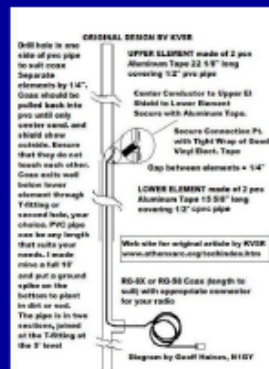 ORIGINAL DESIGN BY KV5R
Drill hole in one
side of pvc pipe
to suit coax
Separate
elements by 1/4".
Coax should be
pulled back into
pvc until only
center cond. and
shield show
outside. Ensure
that they do not
touch each other.
Coax exits well
below lower
element through
T-fitting or
second hole, your
choice. PVC pipe
can be any length
that suits your
needs. I made
mine a full 10'
and put a ground
spike on the
bottom to plant
in dirt or sod.
The pipe is in two
sections, joined
at the T-fitting at
the 5' level
UPPER ELEMENT made of 2 pcs
Aluminum Tape 22 1/8" long
covering 1/2" pvc pipe
Center Conductor to Upper El
Shield to Lower Element
Secure with Aluminum Tape.
Secure Connection Pt.
with Tight Wrap of Good
Vinyl Elect. Tape
Gap between elements = 1/4"
LOWER ELEMENT made of 2 pcs
Aluminum Tape 15 5/8" long
covering 1/2" cpvc pipe
Web site for original article by KV5R
RG-8X or RG-58 Coax (length to
suit) with appropriate connector
for your radio
Diagram by Geoff Haines, N1GY